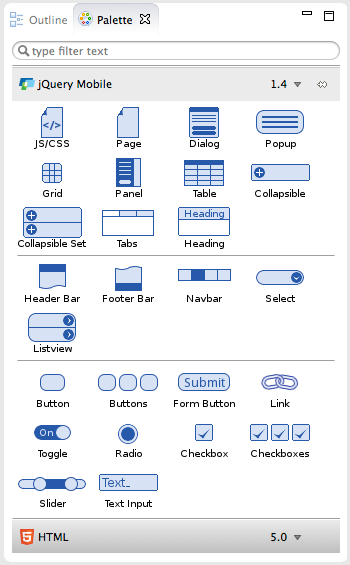 Outline Palette
type filter text
jQuery Mobile 1.4
</>
JS/CSS Page Dialog Popup
Grid Panel Table Collapsible
Heading
Collapsible Set Tabs Heading
Header Bar Footer Bar Navbar Select
Listview
Submit
Button Buttons Form Button Link
On
Toggle Radio Checkbox Checkboxes
Text_
Slider Text Input
5 HTML 5.0